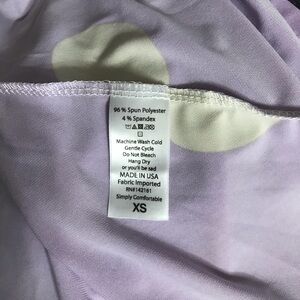 96% Spun Polyester
4% Spandex
Machine Wash Cold
Gentle Cycle
Do Not Bleach
Hang Dry
or you'll be sad
MADE IN USA
Fabric Imported
RN#142161
Simply Comfortable
XS